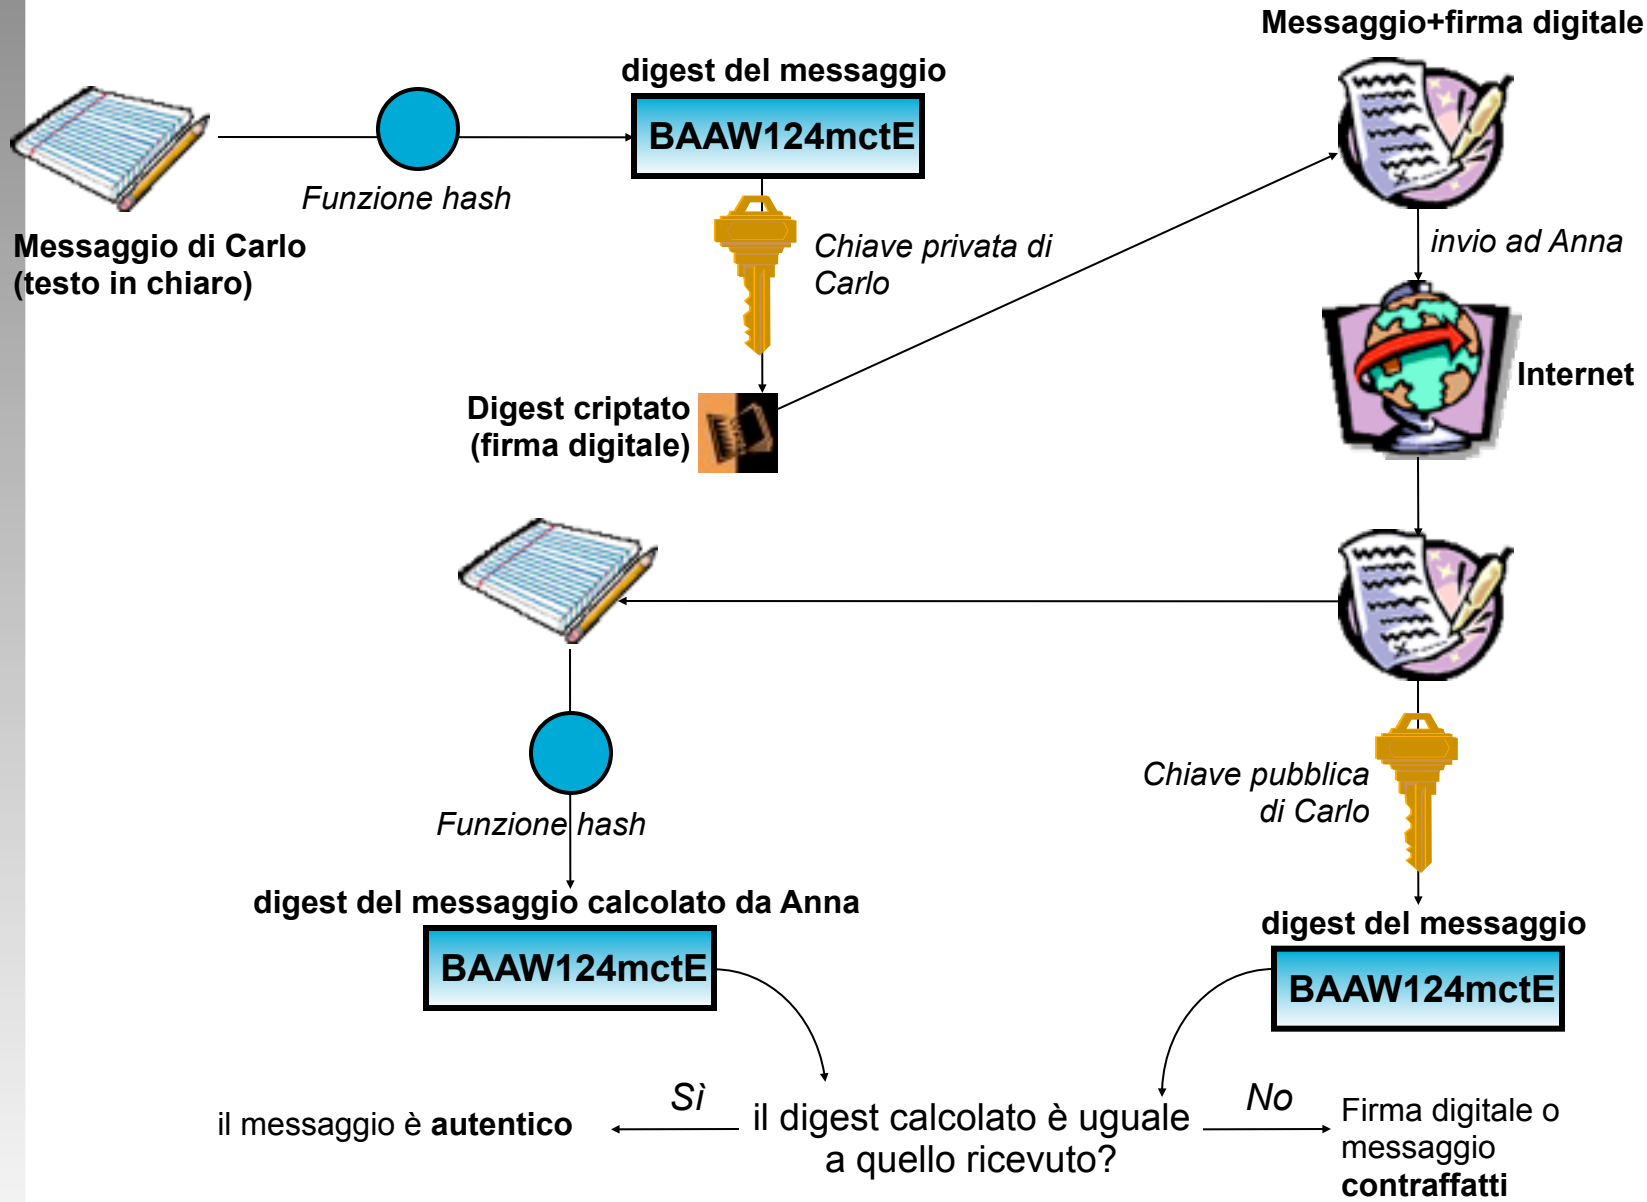 Messaggio+firma digitale
digest del messaggio
BAAW124mctE
Funzione hash
Messaggio di Carlo
(testo in chiaro)
Chiave privata di
Carlo
invio ad Anna
Internet
Digest criptato
(firma digitale)
Chiave pubblica
di Carlo
Funzione hash
digest del messaggio calcolato da Anna
BAAW124mctE
digest del messaggio
BAAW124mctE
il messaggio è autentico
Sì
il digest calcolato è uguale
a quello ricevuto?
No
Firma digitale o
messaggio
contraffatti